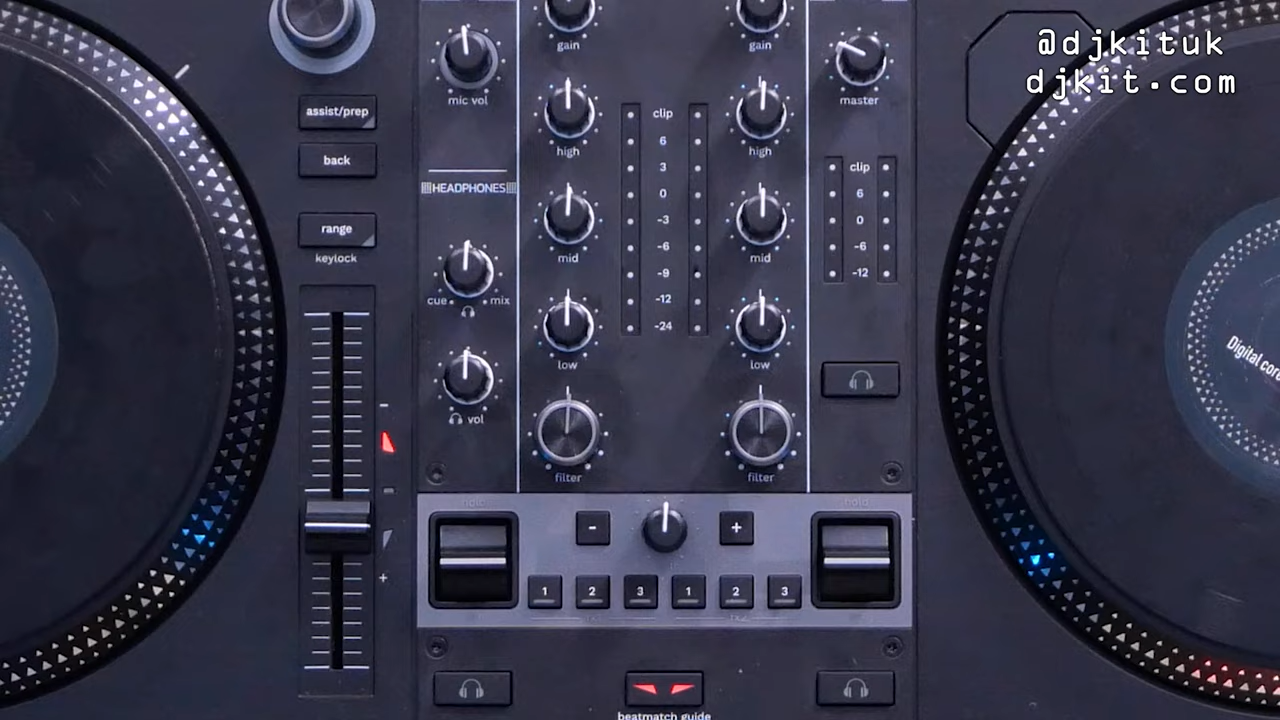 @djkituk
djkit.com
gain
gain
mic vol
master
assist/prep
high
clip
6
3
0
-3
-6
-9
-12
-24
high
back
HEADPHONES
clip
6
0
-6
-12
range
keylock
mid
mid
cue
mix
low
low
vol
filter
filter
Digital
hold
hold
-
+
-
+
1
2
3
1
2
3
beatmatch guide